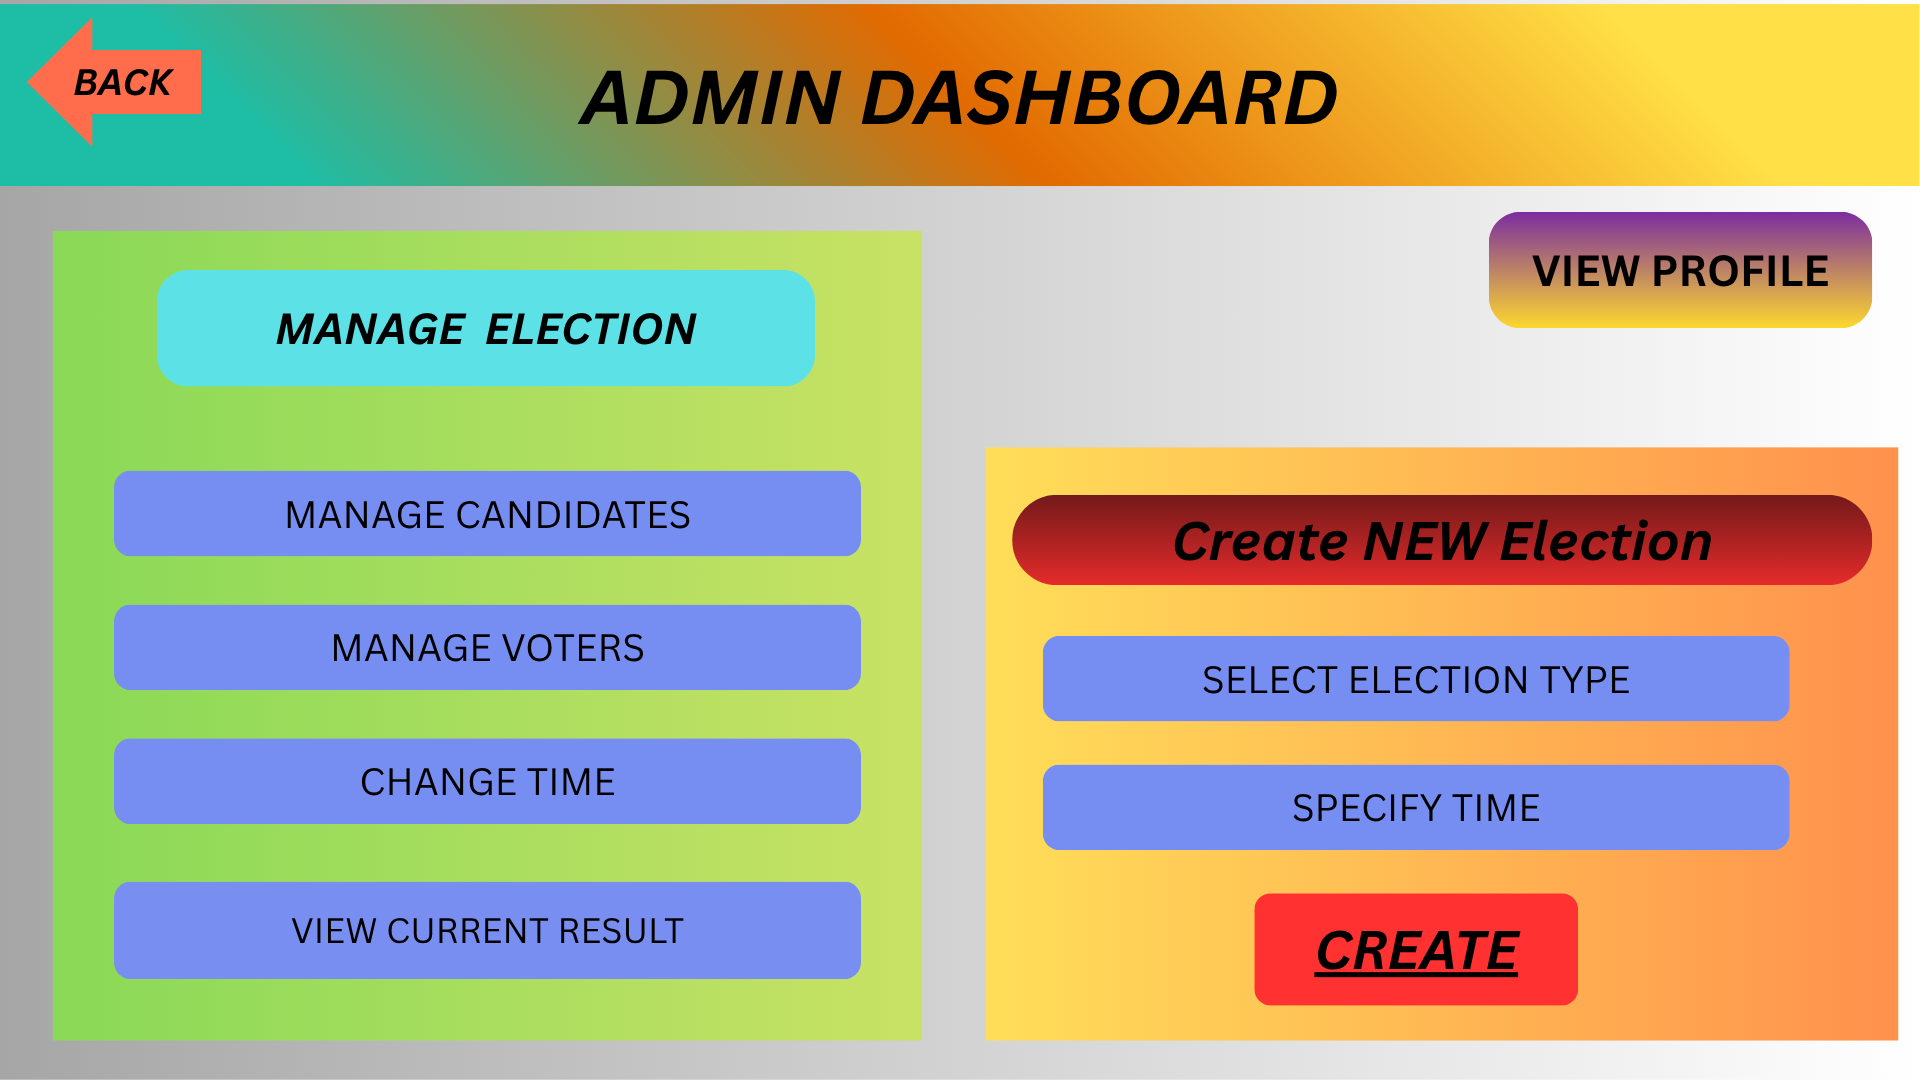 BACK
ADMIN DASHBOARD
VIEW PROFILE
MANAGE ELECTION
MANAGE CANDIDATES
MANAGE VOTERS
CHANGE TIME
VIEW CURRENT RESULT
Create NEW Election
SELECT ELECTION TYPE
SPECIFY TIME
CREATE